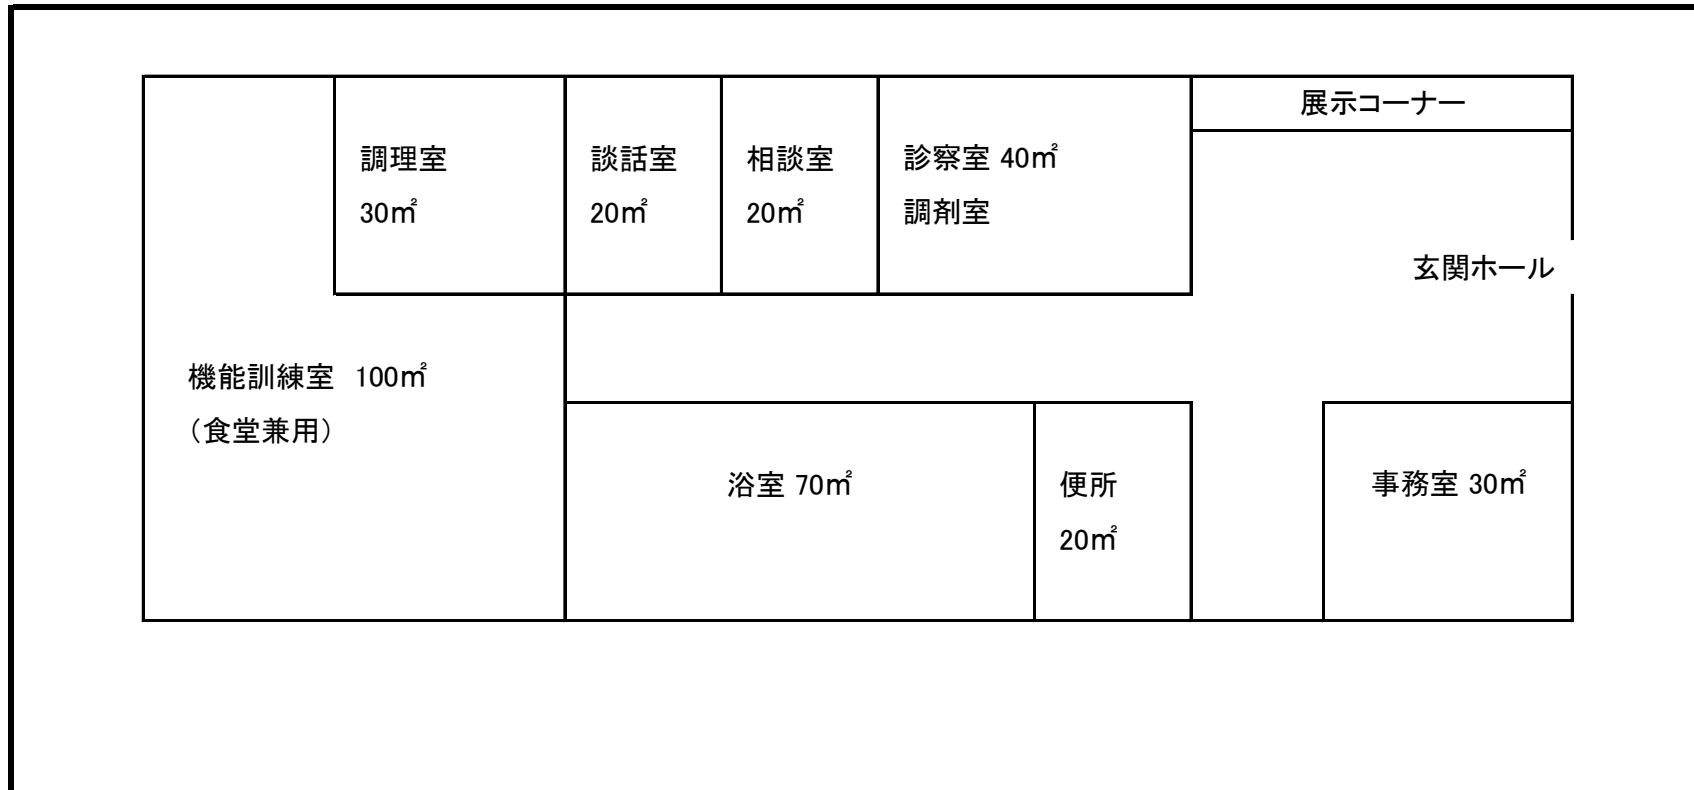 展示コーナー
調理室
30㎡
談話室
20㎡
相談室
20㎡
診察室 40㎡
調剤室
玄関ホール
機能訓練室　100㎡
（食堂兼用）
浴室 70㎡
便所
20㎡
事務室 30㎡